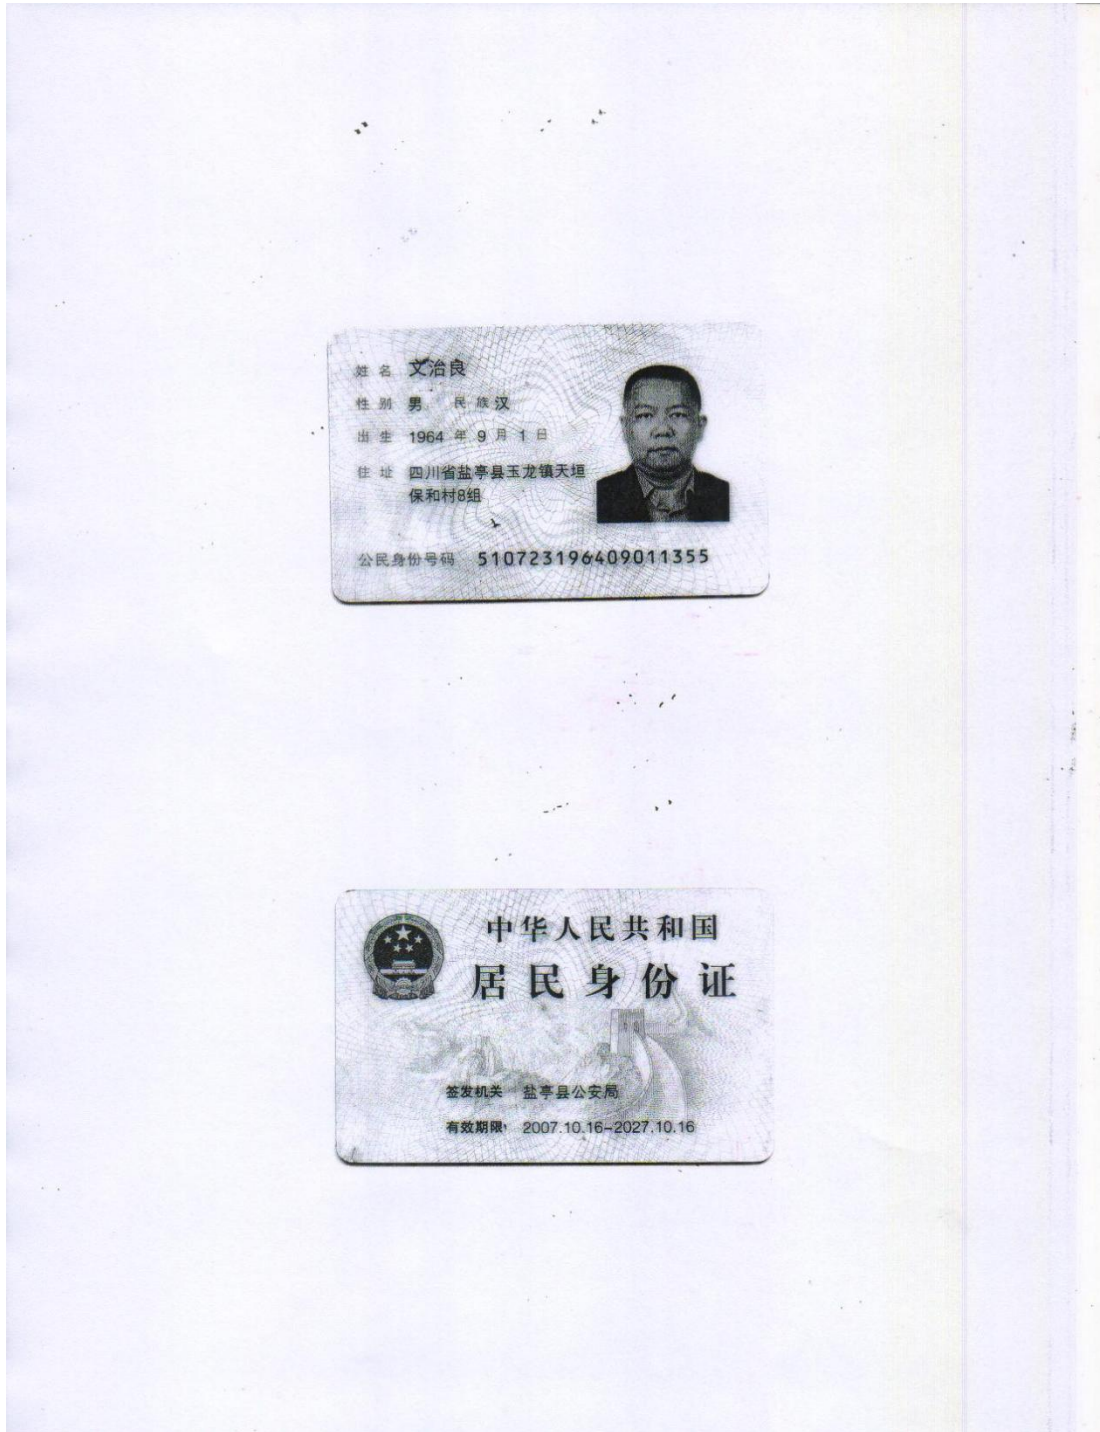 姓名 文治良
性别 男 民族 汉
出生 1964 年 9 月 1 日
住址 四川省盐亭县玉龙镇天垣
保和村8组
公民身份号码 510723196409011355
中华人民共和国
居民身份证
签发机关 盐亭县公安局
有效期限 2007.10.16-2027.10.16